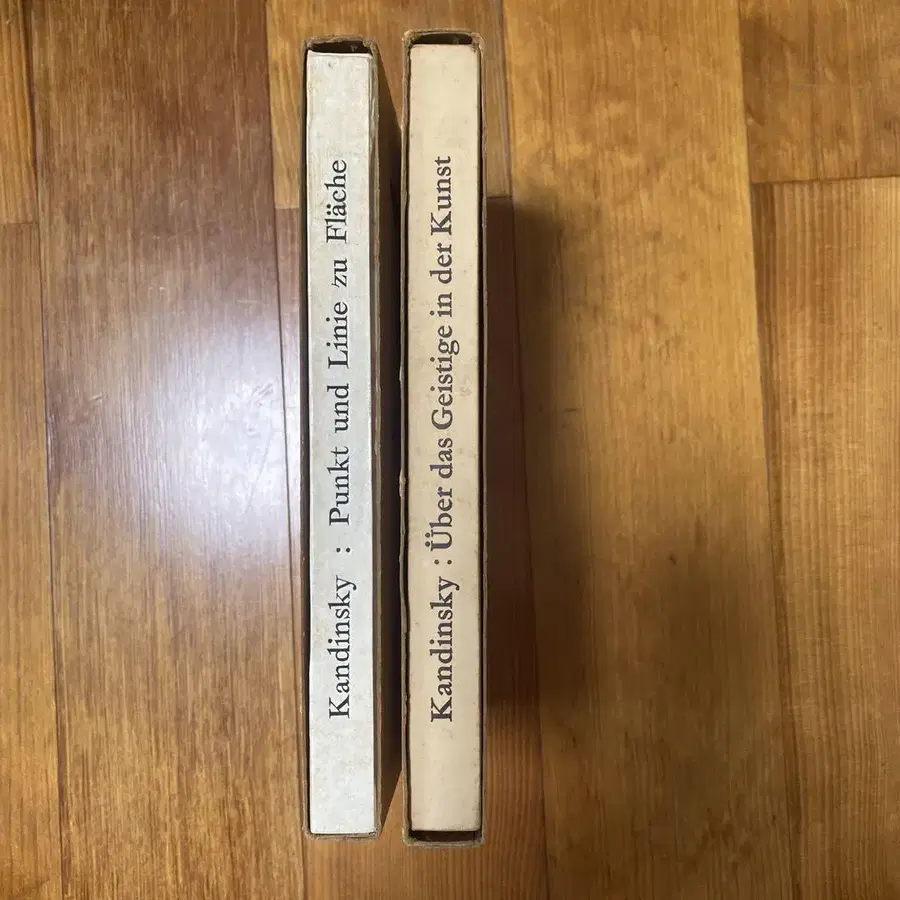 Kandinsky : Punkt und Linie zu Fläche
Kandinsky : Über das Geistige in der Kunst